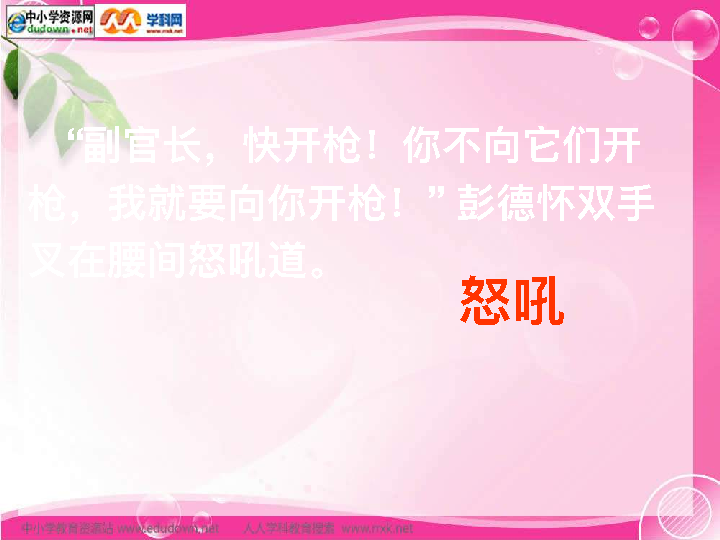 中小学资源网
dudown.net
学科网
www.nxk.net
“副官长，快开枪！你不向它们开
枪，我就要向你开枪！”彭德怀双手
叉在腰间怒吼道。
怒吼
中小学教育资源站 www.edudown.net 人人学科教育搜索 www.nxk.net